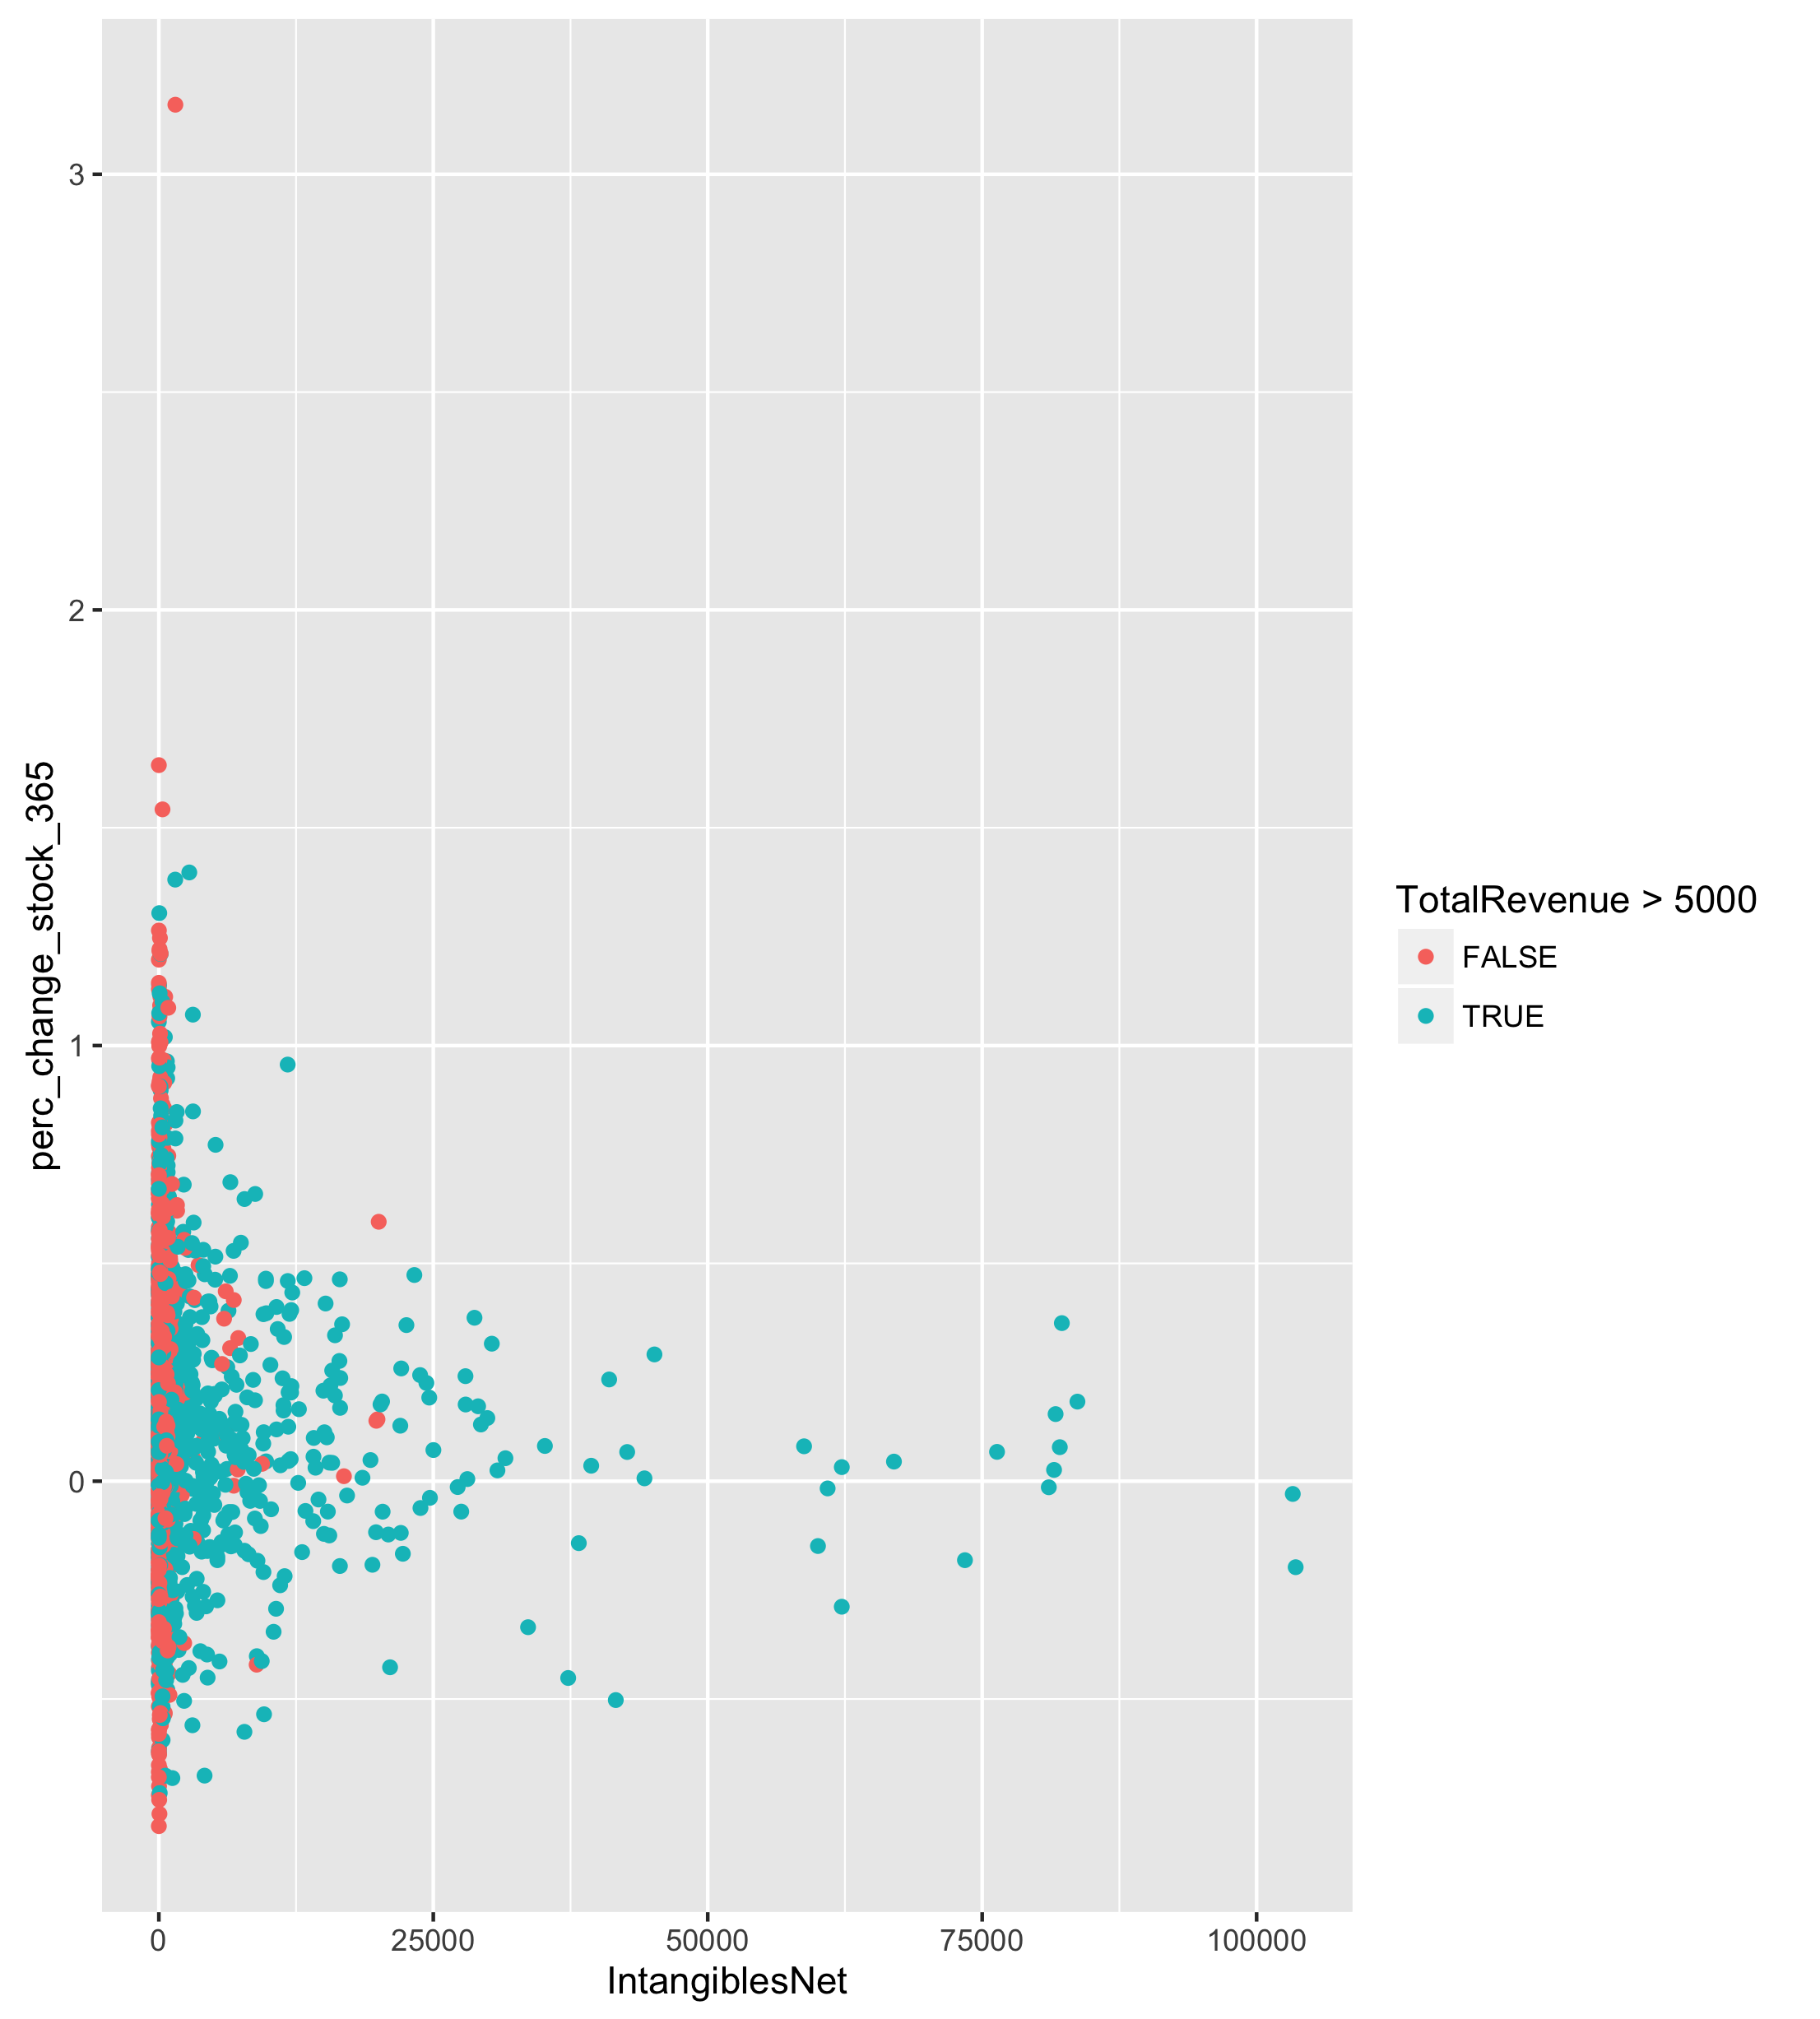 3
2
1
0
perc_change_stock_365
0 25000 50000 75000 100000
IntangiblesNet
TotalRevenue > 5000
FALSE
TRUE